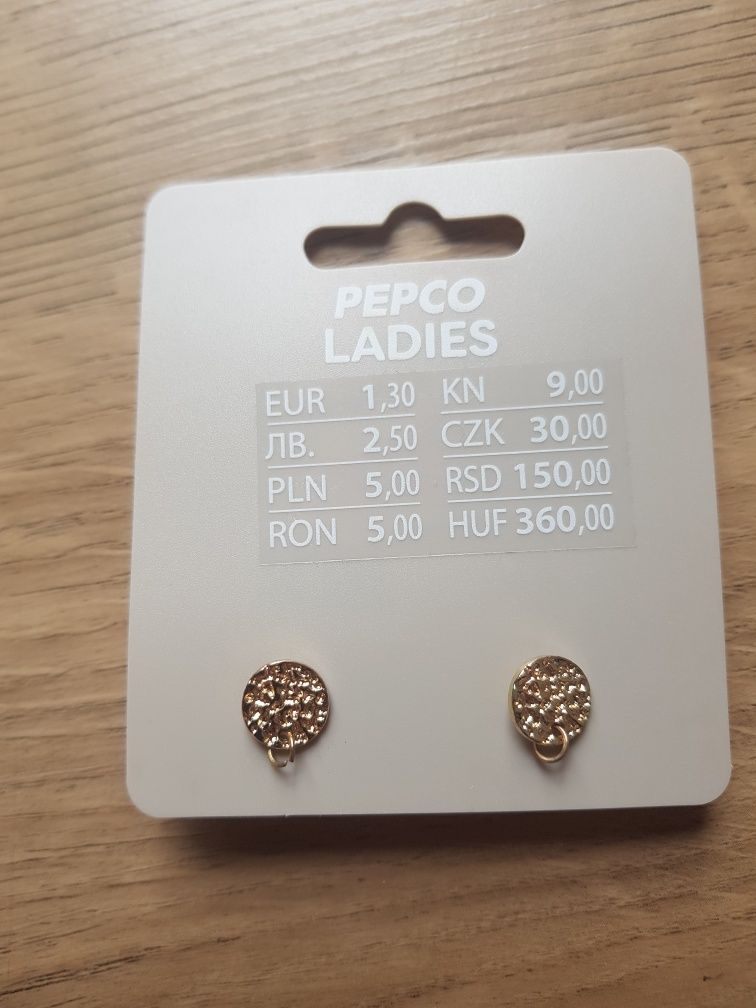 PEPCO
LADIES
EUR 1,30 KN 9,00
ЛВ. 2,50 CZK 30,00
PLN 5,00 RSD 150,00
RON 5,00 HUF 360,00